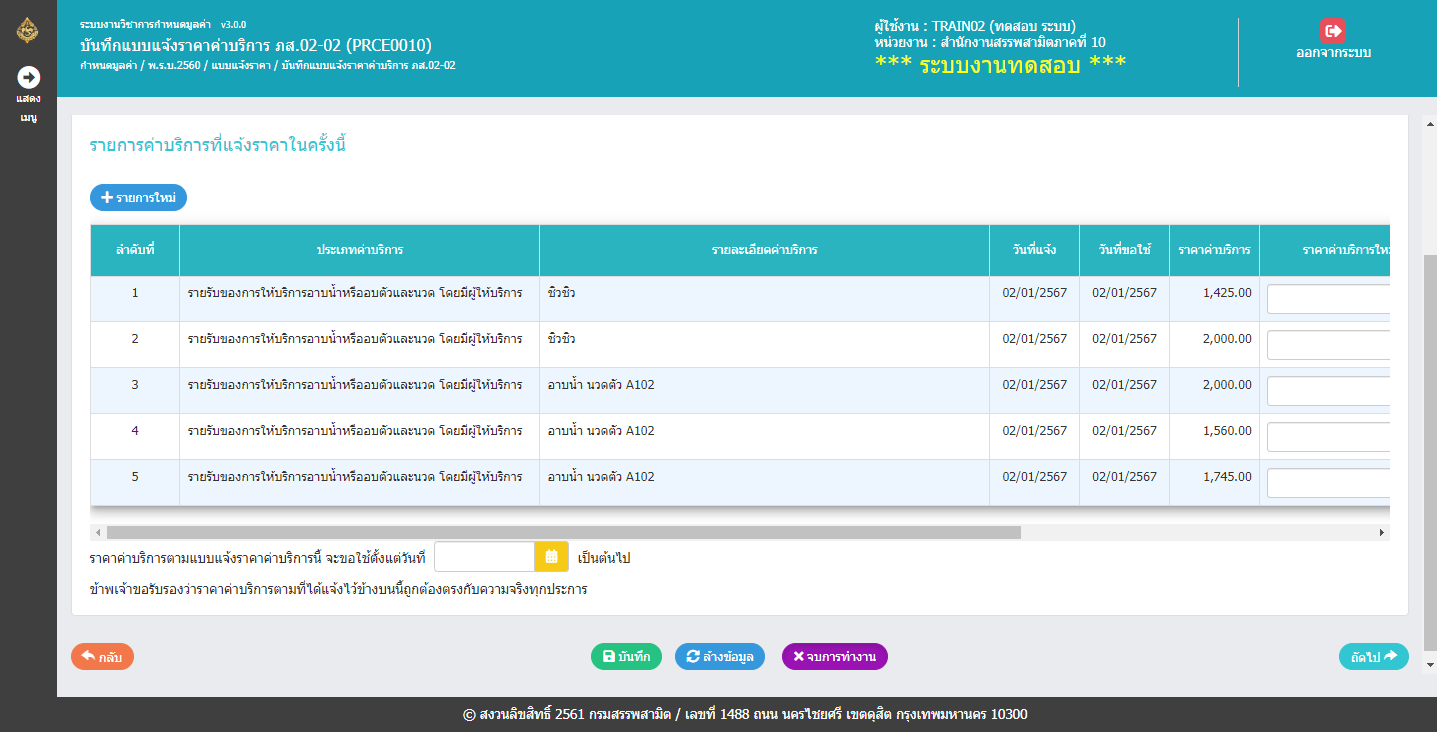 ระบบงานวิชาการกำหนดมูลค่า v3.0.0
บันทึกแบบแจ้งราคาค่าบริการ ภส.02-02 (PRCE0010)
กำหนดมูลค่า / พ.ร.บ.2560 / แบบแจ้งราคา / บันทึกแบบแจ้งราคาค่าบริการ ภส.02-02
ผู้ใช้งาน : TRAIN02 (ทดสอบ ระบบ)
หน่วยงาน : สำนักงานสรรพสามิตภาคที่ 10
*** ระบบงานทดสอบ ***
ออกจากระบบ
แสดง
เมนู
รายการค่าบริการที่แจ้งราคาในครั้งนี้
รายการใหม่
ลำดับที่ ประเภทค่าบริการ รายละเอียดค่าบริการ วันที่แจ้ง วันที่ขอใช้ ราคาค่าบริการ ราคาค่าบริการให
1 รายรับของการให้บริการอาบน้ำหรืออบตัวและนวด โดยมีผู้ให้บริการ ชิวชิว 02/01/2567 02/01/2567 1,425.00
2 รายรับของการให้บริการอาบน้ำหรืออบตัวและนวด โดยมีผู้ให้บริการ ชิวชิว 02/01/2567 02/01/2567 2,000.00
3 รายรับของการให้บริการอาบน้ำหรืออบตัวและนวด โดยมีผู้ให้บริการ อาบน้ำ นวดตัว A102 02/01/2567 02/01/2567 2,000.00
4 รายรับของการให้บริการอาบน้ำหรืออบตัวและนวด โดยมีผู้ให้บริการ อาบน้ำ นวดตัว A102 02/01/2567 02/01/2567 1,560.00
5 รายรับของการให้บริการอาบน้ำหรืออบตัวและนวด โดยมีผู้ให้บริการ อาบน้ำ นวดตัว A102 02/01/2567 02/01/2567 1,745.00
ราคาค่าบริการตามแบบแจ้งราคาค่าบริการนี้ จะขอใช้ตั้งแต่วันที่ เป็นต้นไป
ข้าพเจ้าขอรับรองว่าราคาค่าบริการตามที่ได้แจ้งไว้ข้างบนนี้ถูกต้องตรงกับความจริงทุกประการ
กลับ บันทึก ล้างข้อมูล จบการทำงาน ถัดไป
© สงวนลิขสิทธิ์ 2561 กรมสรรพสามิต / เลขที่ 1488 ถนน นครไชยศรี เขตดุสิต กรุงเทพมหานคร 10300